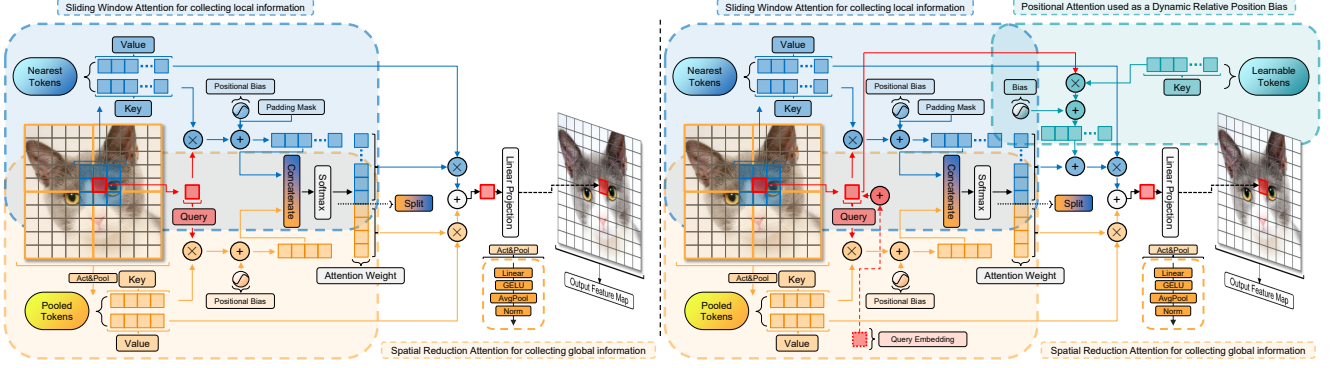 Sliding Window Attention for collecting local information
Value
Nearest
Tokens
Key
Positional Bias
Padding Mask
Query
Concatenate
Softmax
Split
Attention Weight
Linear Projection
Output Feature Map
Act&Pool
Linear
GELU
AvgPool
Norm
Act&Pool
Key
Pooled
Tokens
Value
Positional Bias
Spatial Reduction Attention for collecting global information
Sliding Window Attention for collecting local information
Positional Attention used as a Dynamic Relative Position Bias
Value
Nearest
Tokens
Key
Positional Bias
Padding Mask
Bias
Key
Learnable
Tokens
Query
Concatenate
Softmax
Split
Attention Weight
Linear Projection
Output Feature Map
Act&Pool
Linear
GELU
AvgPool
Norm
Act&Pool
Key
Pooled
Tokens
Value
Positional Bias
Query Embedding
Spatial Reduction Attention for collecting global information